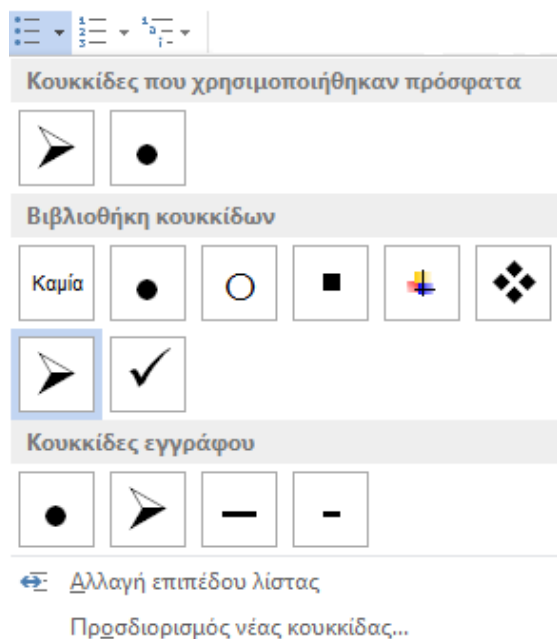 Κουκκίδες που χρησιμοποιήθηκαν πρόσφατα
Βιβλιοθήκη κουκκίδων
Καμία
Κουκκίδες εγγράφου
Αλλαγή επιπέδου λίστας
Προσδιορισμός νέας κουκκίδας...